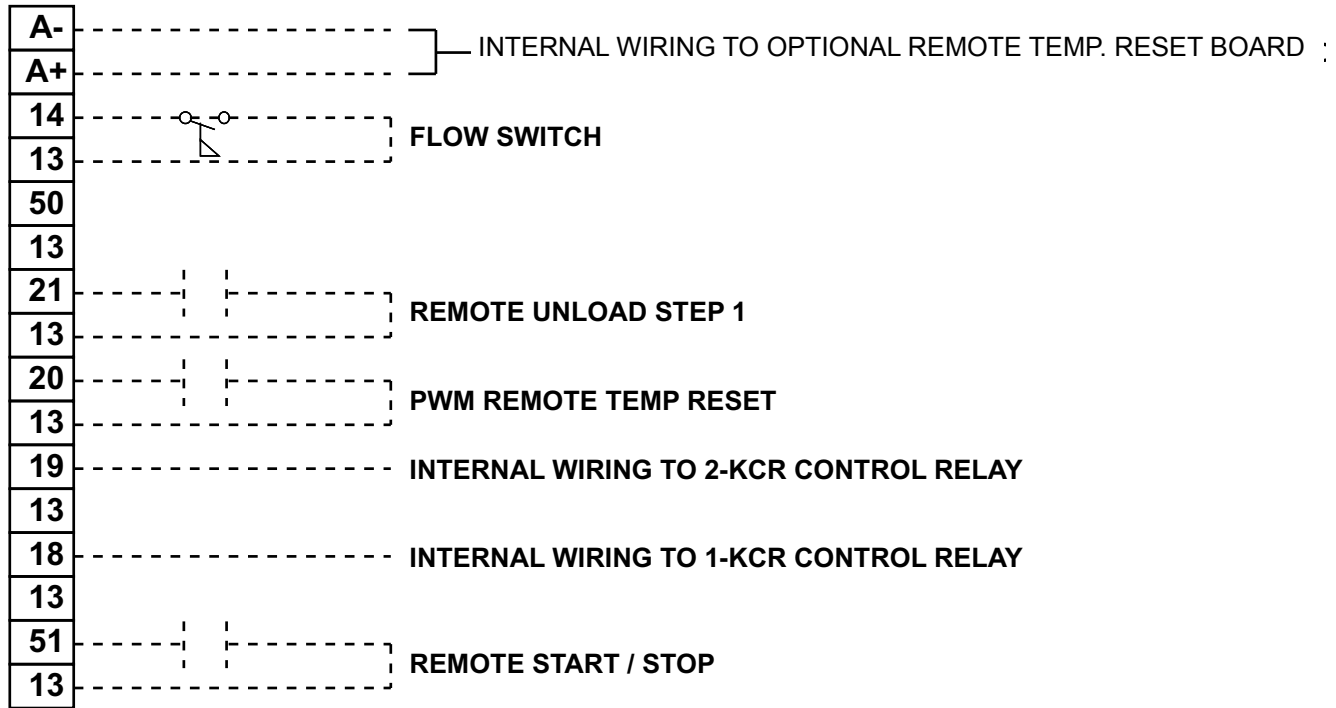 A-
INTERNAL WIRING TO OPTIONAL REMOTE TEMP. RESET BOARD
A+
14
FLOW SWITCH
13
50
13
21
REMOTE UNLOAD STEP 1
13
20
PWM REMOTE TEMP RESET
13
19 INTERNAL WIRING TO 2-KCR CONTROL RELAY
13
18 INTERNAL WIRING TO 1-KCR CONTROL RELAY
13
51
REMOTE START / STOP
13